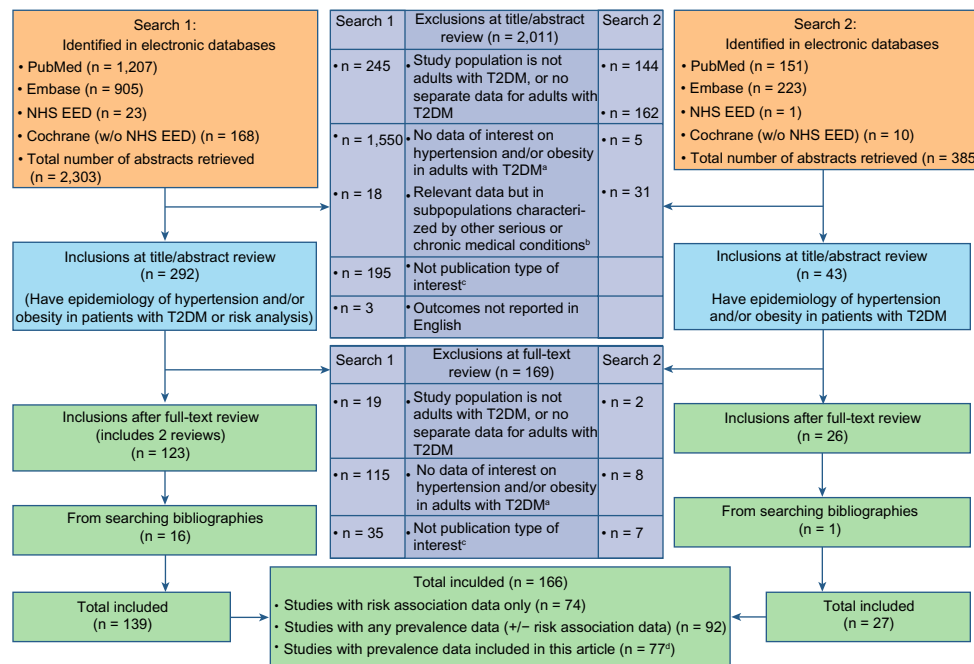 Search 1:
Identified in electronic databases
• PubMed (n = 1,207)
• Embase (n = 905)
• NHS EED (n = 23)
• Cochrane (w/o NHS EED) (n = 168)
• Total number of abstracts retrieved
(n = 2,303)
Search 1
Exclusions at title/abstract
review (n = 2,011)
Search 2
• n = 245
• Study population is not
adults with T2DM, or no
separate data for adults with
T2DM
• n = 144
• n = 162
• n = 1,550
• No data of interest on
hypertension and/or obesity
in adults with T2DMᵃ
• n = 5
• n = 18
• Relevant data but in
subpopulations characteri-
zed by other serious or
chronic medical conditionsᵇ
• n = 31
• n = 195
• Not publication type of
interestᶜ
• n = 3
• Outcomes not reported in
English
Search 2:
Identified in electronic databases
• PubMed (n = 151)
• Embase (n = 223)
• NHS EED (n = 1)
• Cochrane (w/o NHS EED) (n = 10)
• Total number of abstracts retrieved (n = 385)
Inclusions at title/abstract review
(n = 292)
(Have epidemiology of hypertension and/or
obesity in patients with T2DM or risk analysis)
Inclusions at title/abstract review
(n = 43)
Have epidemiology of hypertension
and/or obesity in patients with T2DM
Search 1
Exclusions at full-text
review (n = 169)
Search 2
• n = 19
Study population is not
adults with T2DM, or no
separate data for adults with
T2DM
• n = 2
• n = 115
• No data of interest on
hypertension and/or obesity
in adults with T2DMᵃ
• n = 8
• n = 35
• Not publication type of
interestᶜ
• n = 7
Inclusions after full-text review
(includes 2 reviews)
(n = 123)
Inclusions after full-text review
(n = 26)
From searching bibliographies
(n = 16)
From searching bibliographies
(n = 1)
Total included
(n = 139)
Total inculded (n = 166)
• Studies with risk association data only (n = 74)
• Studies with any prevalence data (+/− risk association data) (n = 92)
• Studies with prevalence data included in this article (n = 77ᵈ)
Total included
(n = 27)